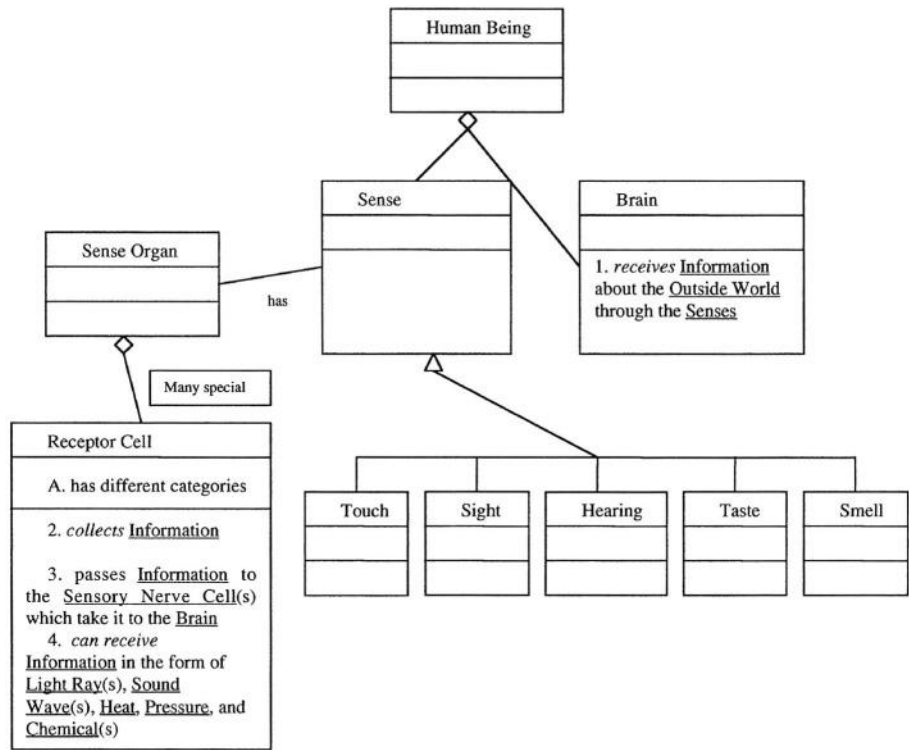 Human Being
Sense
Brain
1. receives Information
about the Outside World
through the Senses
Sense Organ
has
Many special
Receptor Cell
A. has different categories
2. collects Information
3. passes Information to
the Sensory Nerve Cell(s)
which take it to the Brain
4. can receive
Information in the form of
Light Ray(s), Sound
Wave(s), Heat, Pressure, and
Chemical(s)
Touch
Sight
Hearing
Taste
Smell